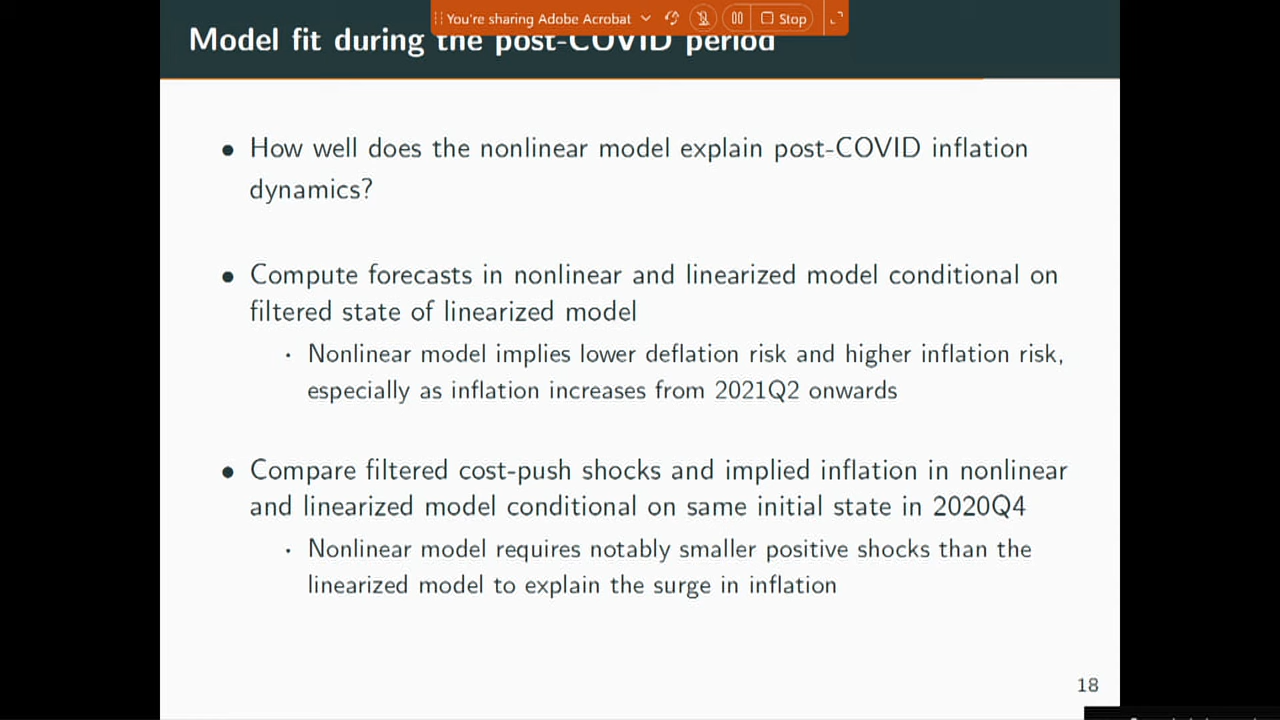 You're sharing Adobe Acrobat
Stop
Model fit during the post-COVID period
• How well does the nonlinear model explain post-COVID inflation
dynamics?
• Compute forecasts in nonlinear and linearized model conditional on
filtered state of linearized model
• Nonlinear model implies lower deflation risk and higher inflation risk,
especially as inflation increases from 2021Q2 onwards
• Compare filtered cost-push shocks and implied inflation in nonlinear
and linearized model conditional on same initial state in 2020Q4
• Nonlinear model requires notably smaller positive shocks than the
linearized model to explain the surge in inflation
18